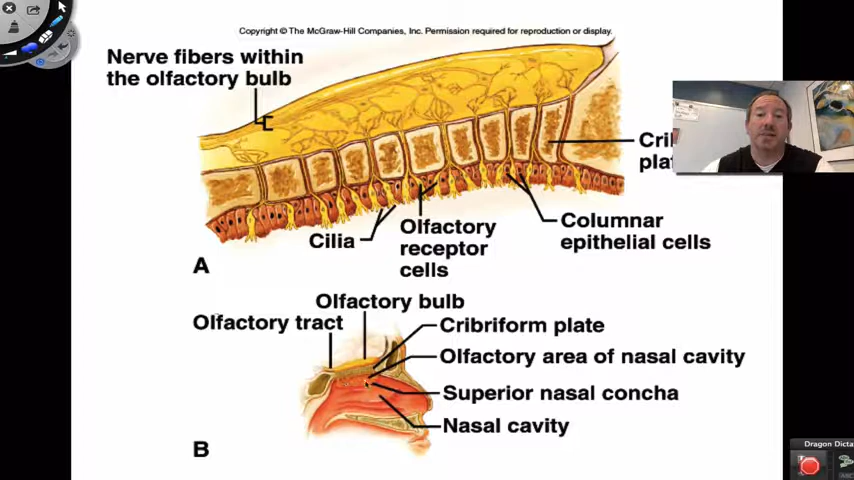 Copyright © The McGraw-Hill Companies, Inc. Permission required for reproduction or display.
Nerve fibers within
the olfactory bulb
Cilia
Olfactory
receptor
cells
Columnar
epithelial cells
A
Olfactory bulb
Olfactory tract
Cribriform plate
Olfactory area of nasal cavity
Superior nasal concha
Nasal cavity
B
Dragon Dicta